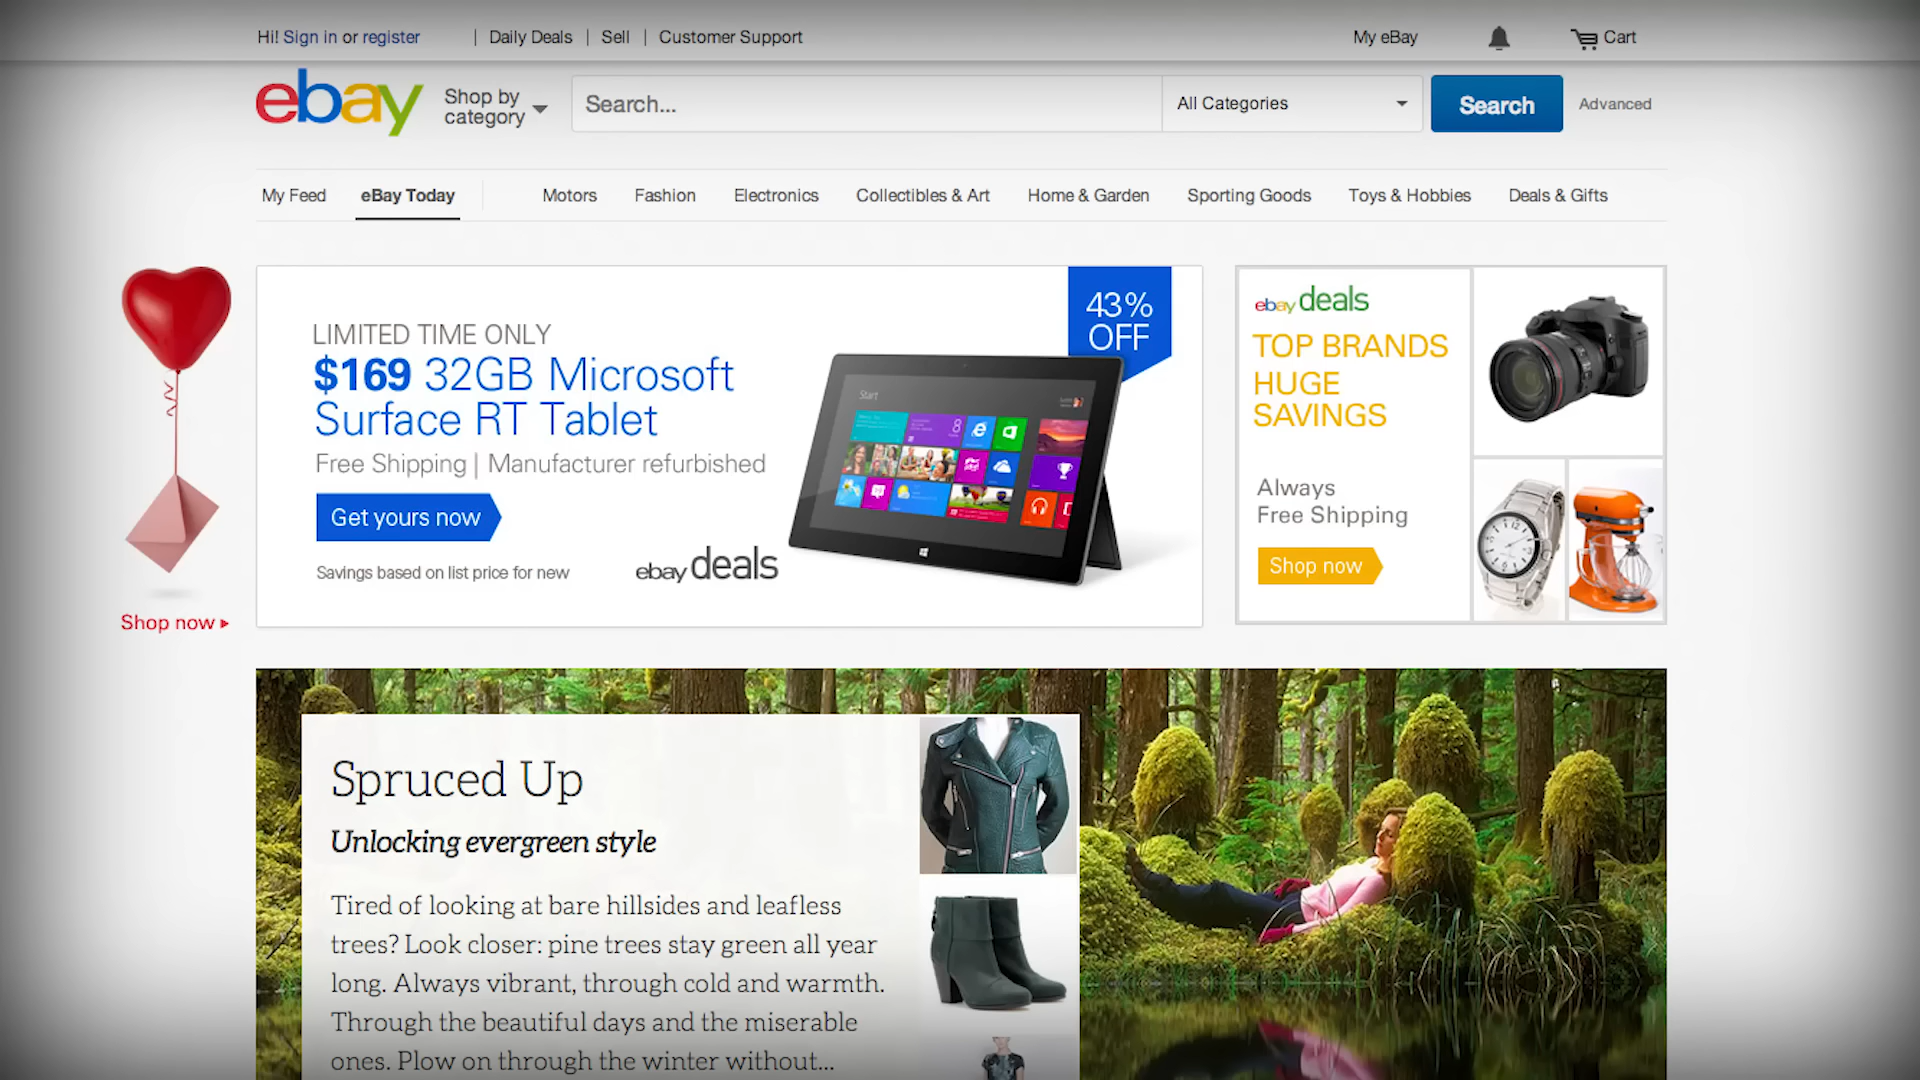 Hi! Sign in or register | Daily Deals | Sell | Customer Support My eBay Cart
ebay
Shop by
category
Search...
All Categories
Search
Advanced
My Feed eBay Today Motors Fashion Electronics Collectibles & Art Home & Garden Sporting Goods Toys & Hobbies Deals & Gifts
Shop now
LIMITED TIME ONLY
$169 32GB Microsoft
Surface RT Tablet
Free Shipping | Manufacturer refurbished
Get yours now
Savings based on list price for new
ebay deals
43%
OFF
Start
8
ebay deals
TOP BRANDS
HUGE
SAVINGS
Always
Free Shipping
Shop now
Spruced Up
Unlocking evergreen style
Tired of looking at bare hillsides and leafless
trees? Look closer: pine trees stay green all year
long. Always vibrant, through cold and warmth.
Through the beautiful days and the miserable
ones. Plow on through the winter without...